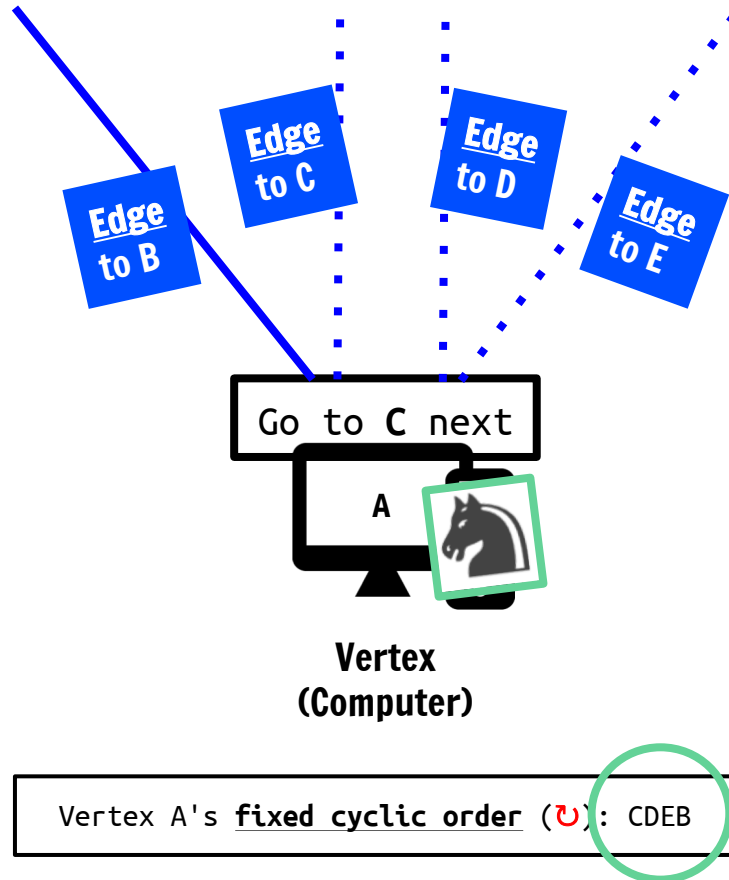 Edge
to C
Edge
to D
Edge
to B
Edge
to E
Go to C next
A
Vertex
(Computer)
Vertex A's fixed cyclic order (↻): CDEB